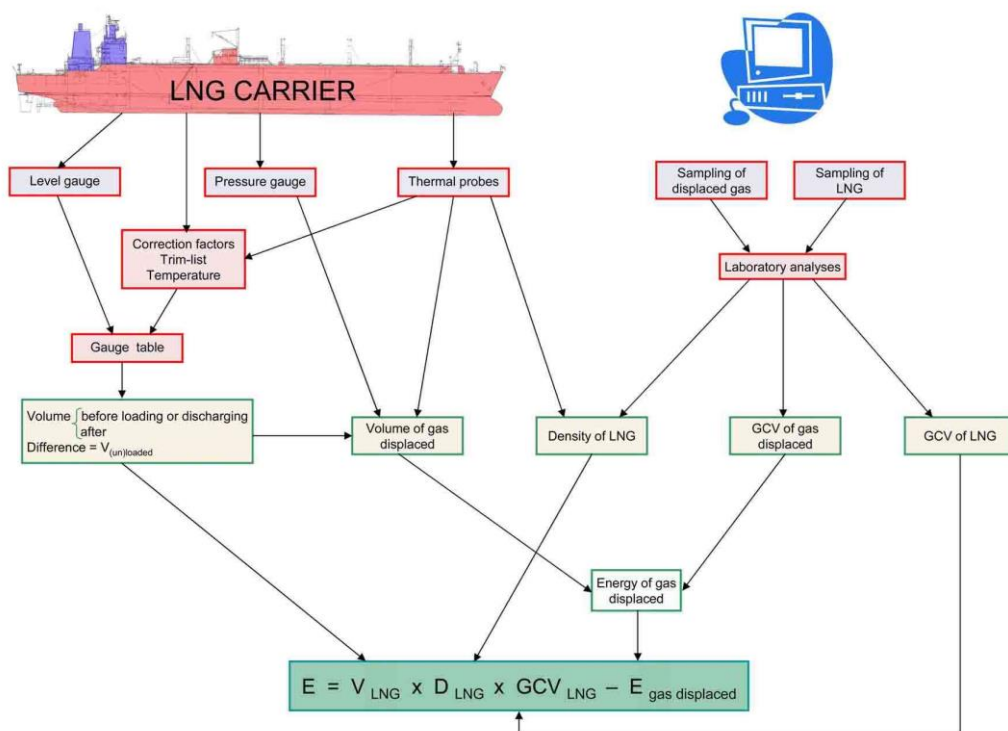 LNG CARRIER
Level gauge
Pressure gauge
Thermal probes
Sampling of
displaced gas
Sampling of
LNG
Correction factors
Trim-list
Temperature
Laboratory analyses
Gauge table
Volume { before loading or discharging
after
Difference = V(un)loaded
Volume of gas
displaced
Density of LNG
GCV of gas
displaced
GCV of LNG
Energy of gas
displaced
E = V LNG x D LNG x GCV LNG – E gas displaced